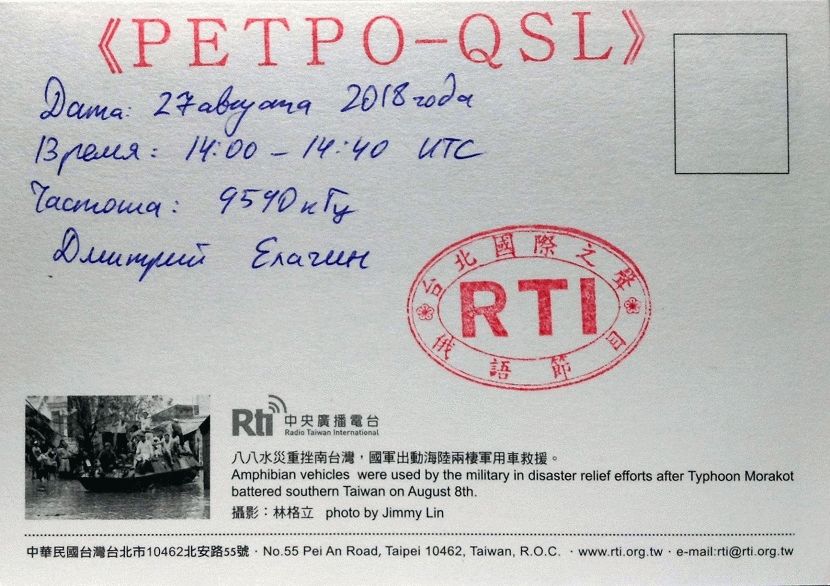 《РЕТРО-QSL》
Дата: 27 августа 2018 года
Время: 14:00 – 14:40 UTC
Частота: 9590 кГц
Дмитрий Елагин
台北國際之聲
RTI
俄語節目
Rti 中央廣播電台
Radio Taiwan International
八八水災重挫南台灣，國軍出動海陸兩棲軍用車救援。
Amphibian vehicles were used by the military in disaster relief efforts after Typhoon Morakot
battered southern Taiwan on August 8th.
攝影：林格立 photo by Jimmy Lin
中華民國台灣台北市10462北安路55號 · No.55 Pei An Road, Taipei 10462, Taiwan, R.O.C. · www.rti.org.tw · e-mail:rti@rti.org.tw